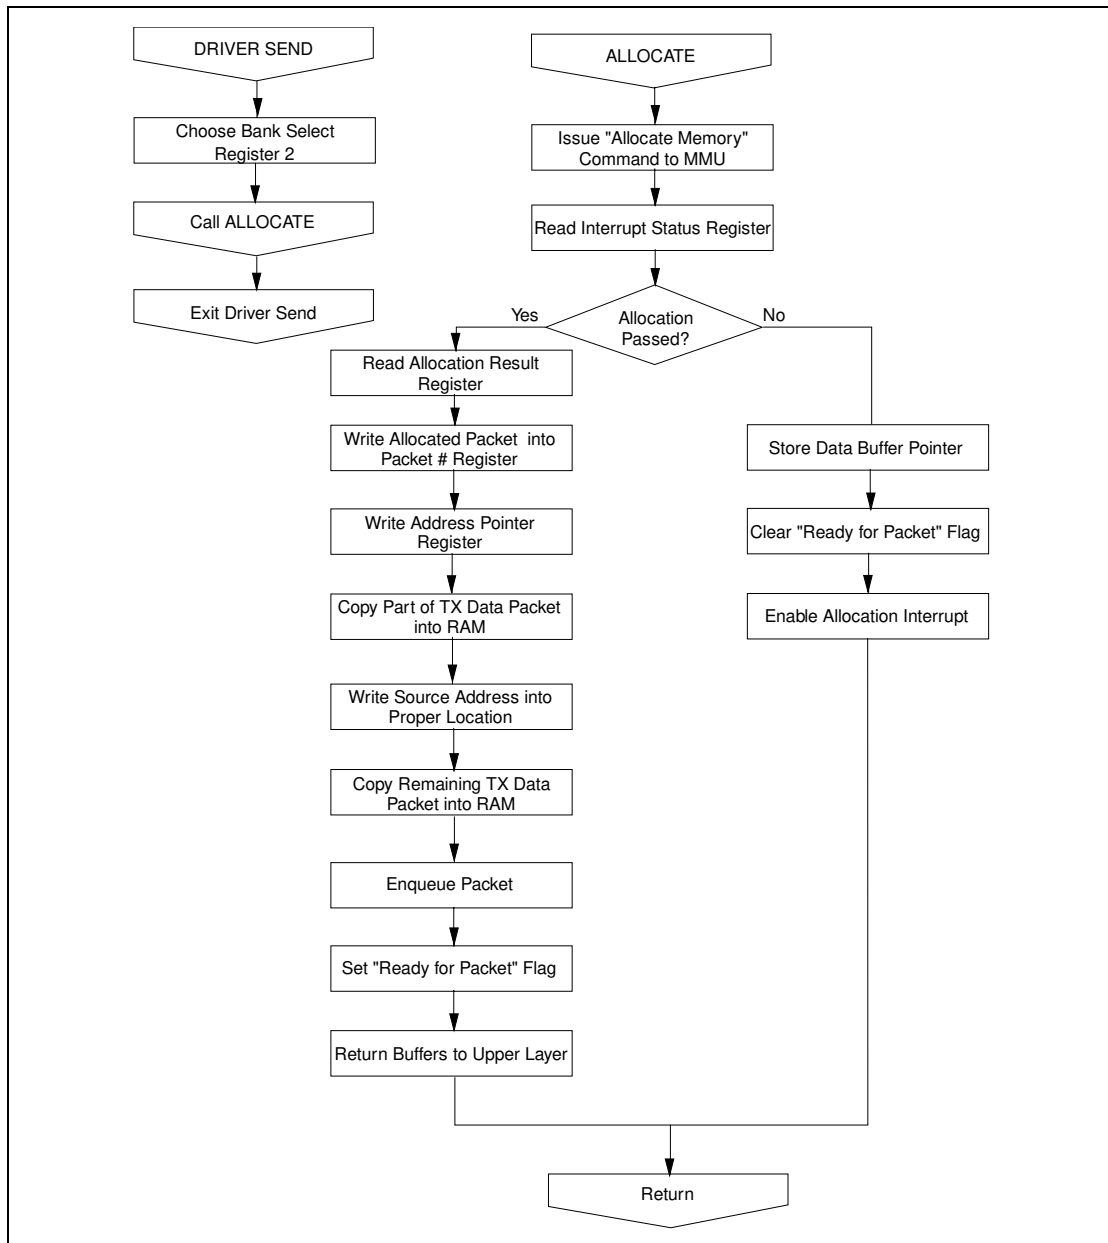 DRIVER SEND
Choose Bank Select
Register 2
Call ALLOCATE
Exit Driver Send
ALLOCATE
Issue "Allocate Memory"
Command to MMU
Read Interrupt Status Register
Allocation
Passed?
Yes
No
Read Allocation Result
Register
Write Allocated Packet into
Packet # Register
Write Address Pointer
Register
Copy Part of TX Data Packet
into RAM
Write Source Address into
Proper Location
Copy Remaining TX Data
Packet into RAM
Enqueue Packet
Set "Ready for Packet" Flag
Return Buffers to Upper Layer
Store Data Buffer Pointer
Clear "Ready for Packet" Flag
Enable Allocation Interrupt
Return